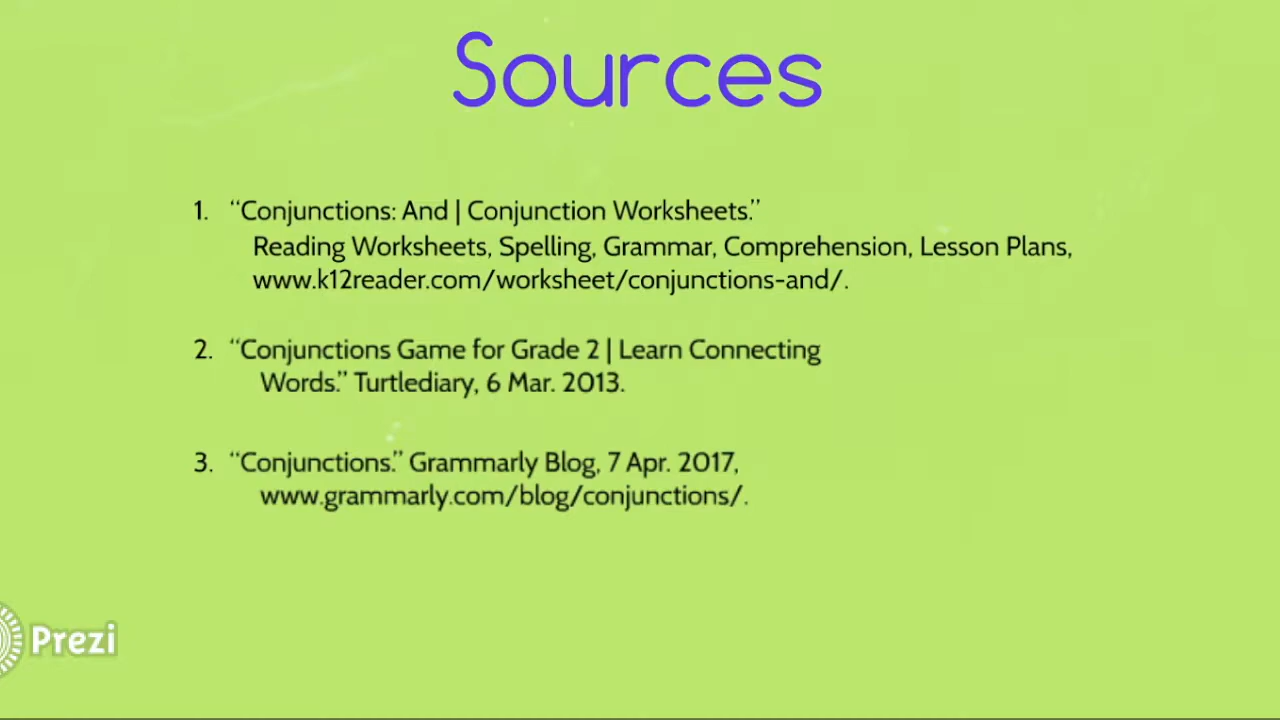 Sources
1. “Conjunctions: And | Conjunction Worksheets.”
Reading Worksheets, Spelling, Grammar, Comprehension, Lesson Plans,
www.k12reader.com/worksheet/conjunctions-and/.
2. “Conjunctions Game for Grade 2 | Learn Connecting
Words.” Turtlediary, 6 Mar. 2013.
3. “Conjunctions.” Grammarly Blog, 7 Apr. 2017,
www.grammarly.com/blog/conjunctions/.
Prezi